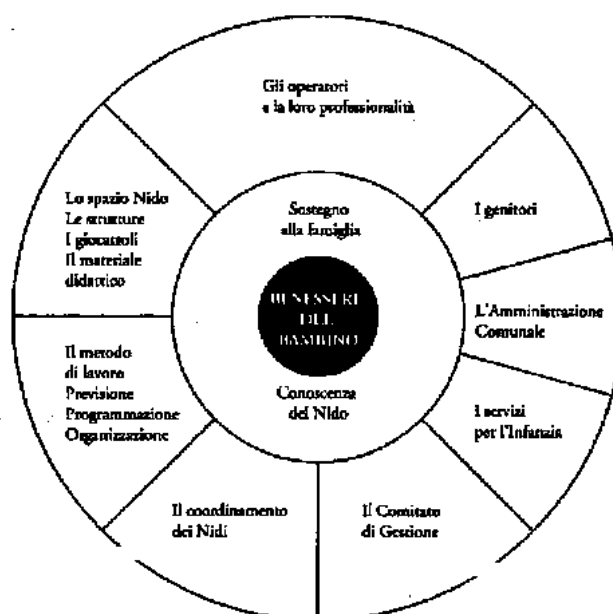 Gli operatori
e la loro professionalità
Lo spazio Nido
Le strutture
I giocattoli
Il materiale
didattico
Sostegno
alla famiglia
I genitori
BENESSERE
DEL
BAMBINO
L'Amministrazione
Comunale
Il metodo
di lavoro
Previsione
Programmazione
Organizzazione
Conoscenza
del Nido
I servizi
per l'Infanzia
Il coordinamento
dei Nidi
Il Comitato
di Gestione